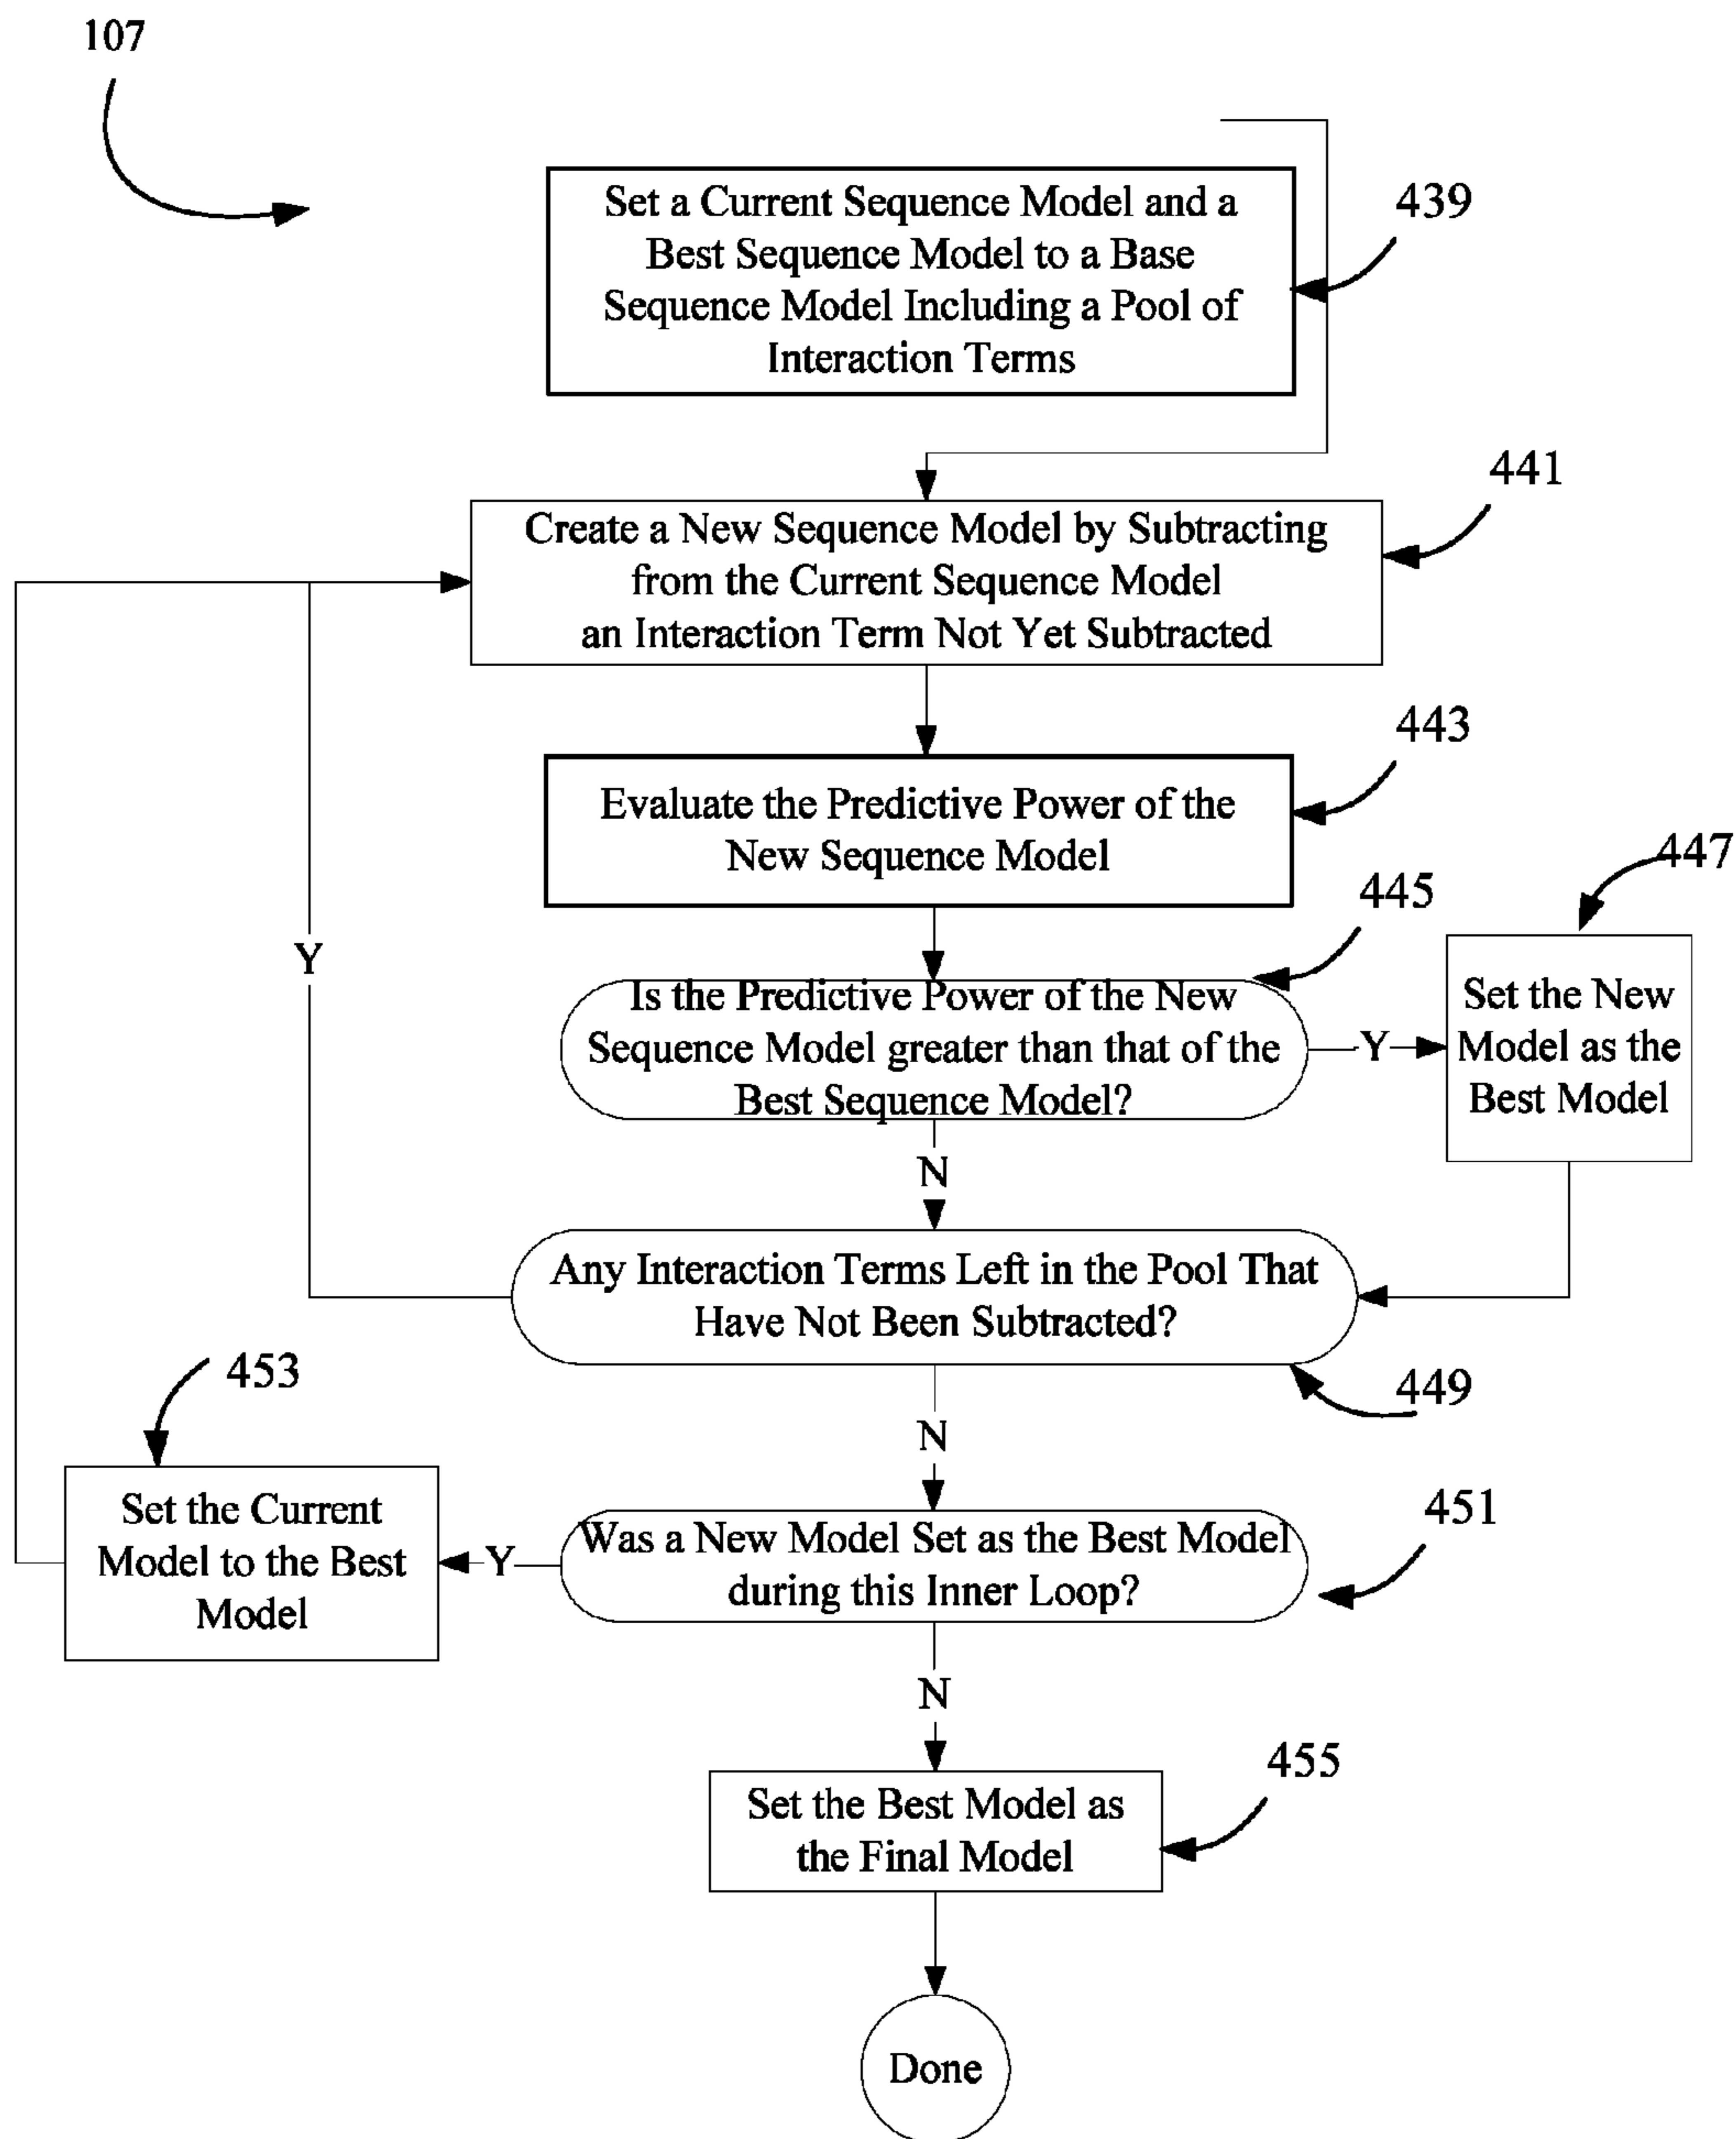 107
Set a Current Sequence Model and a
Best Sequence Model to a Base
Sequence Model Including a Pool of
Interaction Terms
439
441
Create a New Sequence Model by Subtracting
from the Current Sequence Model
an Interaction Term Not Yet Subtracted
443
Evaluate the Predictive Power of the
New Sequence Model
447
445
Y
Is the Predictive Power of the New
Sequence Model greater than that of the
Best Sequence Model?
Y
Set the New
Model as the
Best Model
N
Any Interaction Terms Left in the Pool That
Have Not Been Subtracted?
453
449
N
Set the Current
Model to the Best
Model
Y
Was a New Model Set as the Best Model
during this Inner Loop?
451
N
455
Set the Best Model as
the Final Model
Done